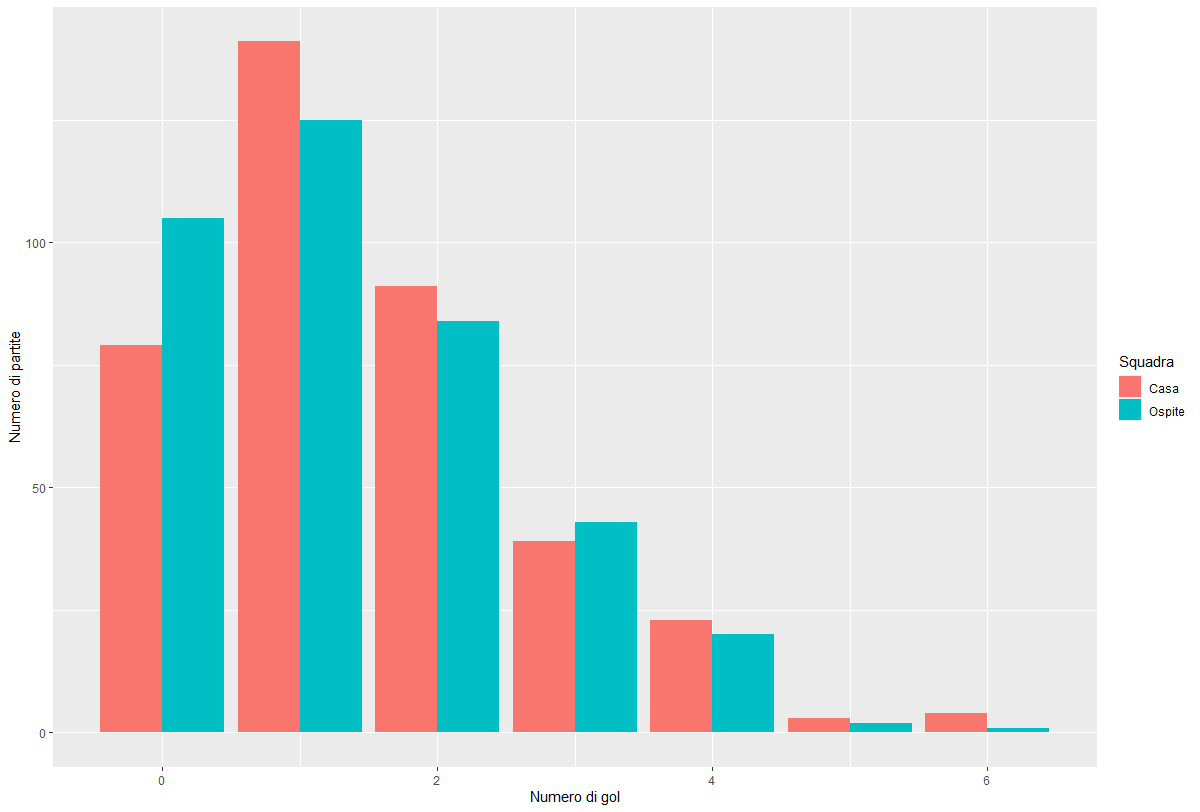 100
50
0
0 2 4 6
Numero di gol
Numero di partite
Squadra
Casa
Ospite